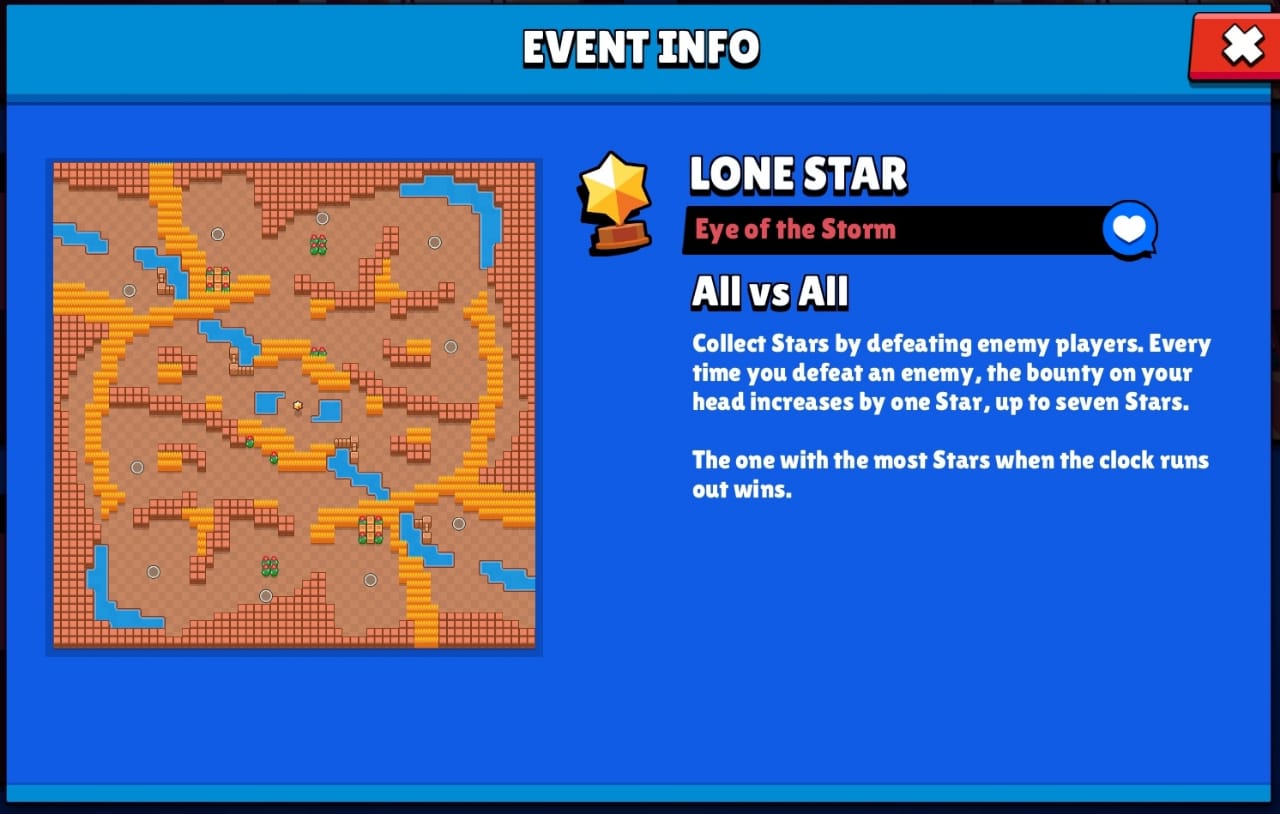 EVENT INFO
LONE STAR
Eye of the Storm
All vs All
Collect Stars by defeating enemy players. Every
time you defeat an enemy, the bounty on your
head increases by one Star, up to seven Stars.
The one with the most Stars when the clock runs
out wins.